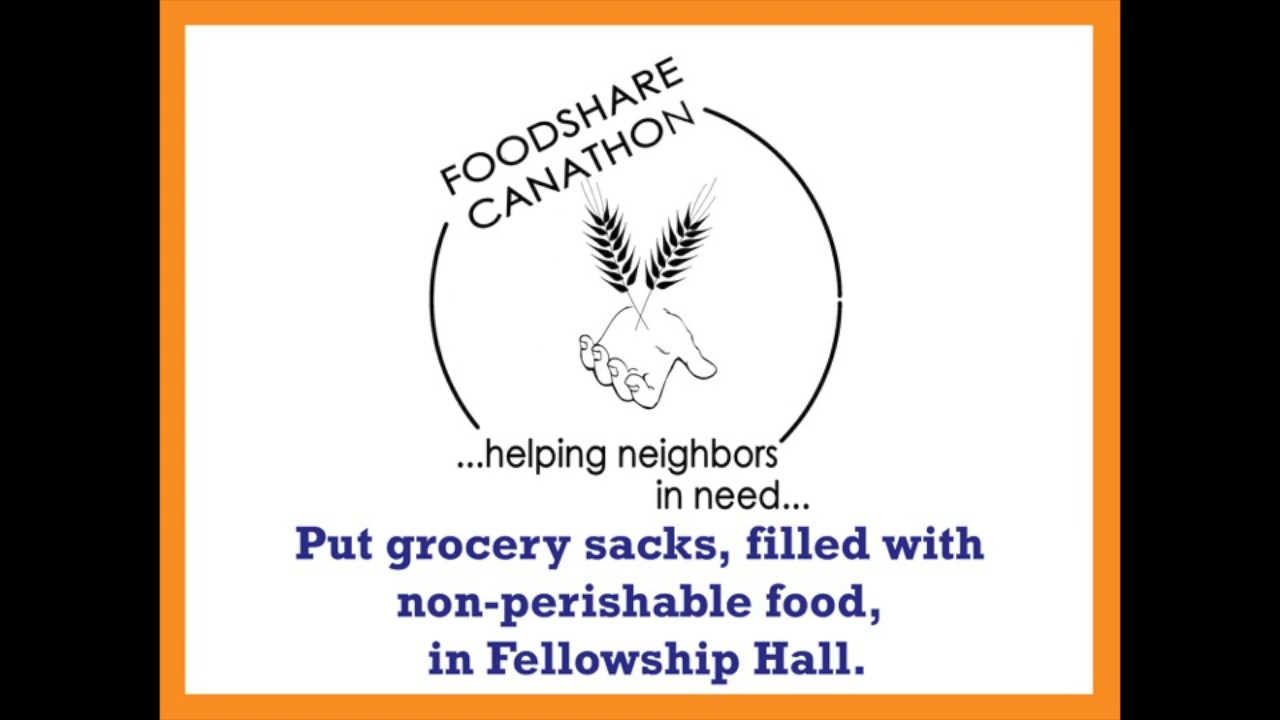 FOODSHARE
CANATHON
...helping neighbors
in need...
Put grocery sacks, filled with
non-perishable food,
in Fellowship Hall.